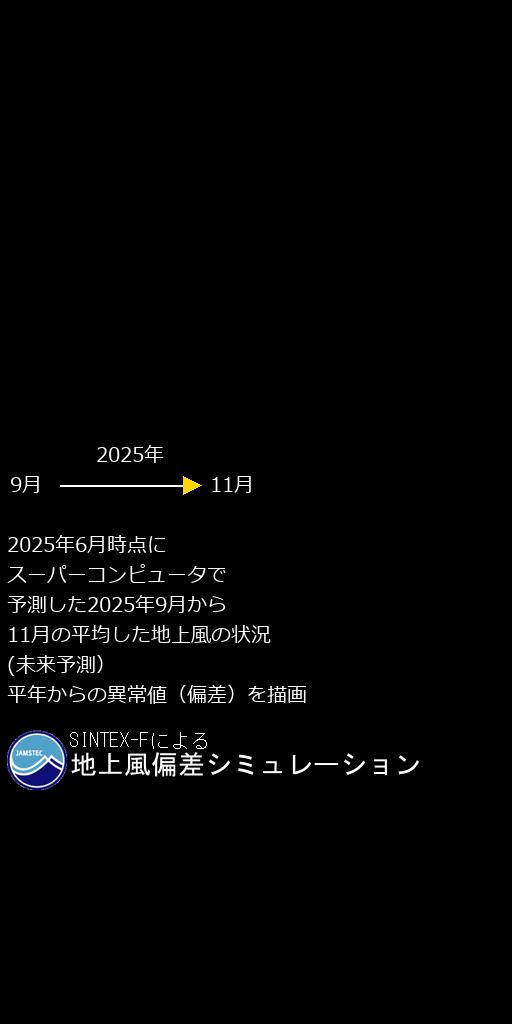 2025年
9月 11月
2025年6月時点に
スーパーコンピュータで
予測した2025年9月から
11月の平均した地上風の状況
(未来予測）
平年からの異常値（偏差）を描画
SINTEX-Fによる
JAMSTEC
地上風偏差シミュレーション